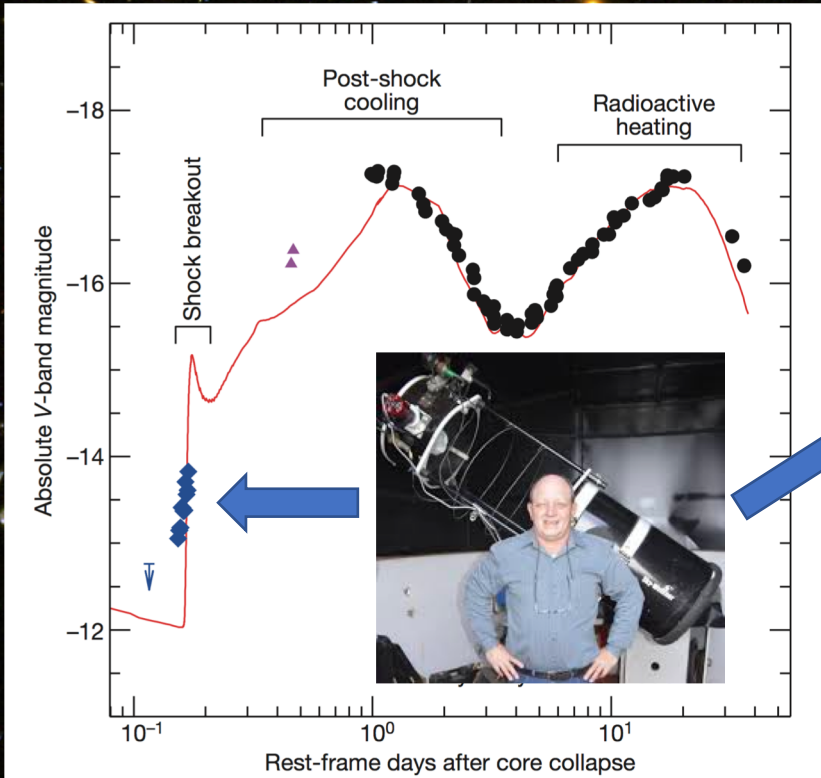 Post-shock
cooling
Radioactive
heating
Shock breakout
Absolute V-band magnitude
–18
–16
–14
–12
10⁻¹
10⁰
10¹
Rest-frame days after core collapse